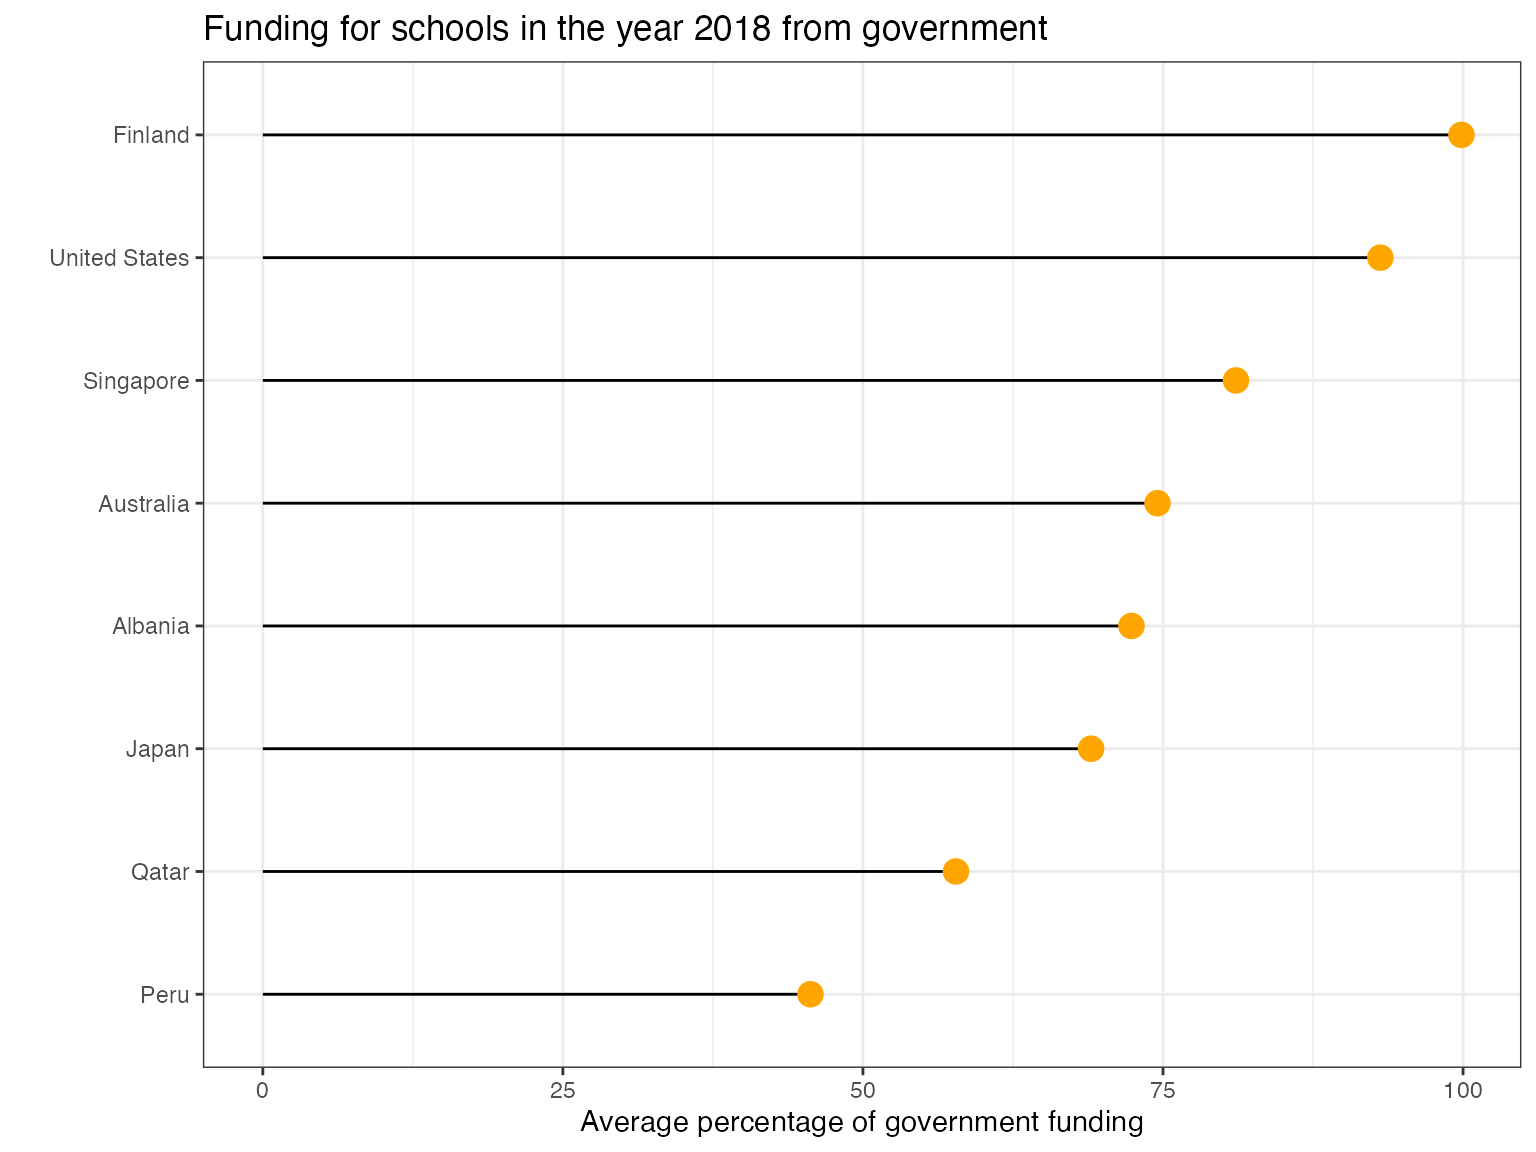 Funding for schools in the year 2018 from government
Finland
United States
Singapore
Australia
Albania
Japan
Qatar
Peru
0 25 50 75 100
Average percentage of government funding